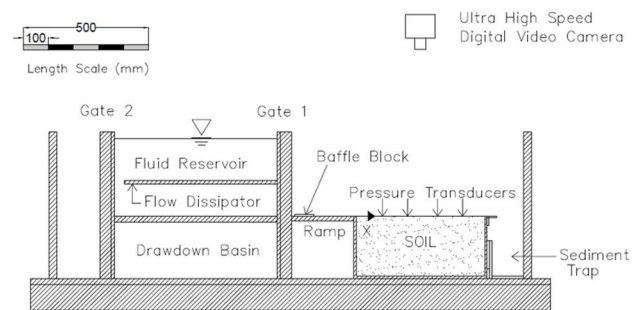 500
100
Length Scale (mm)
Ultra High Speed
Digital Video Camera
Gate 2
Gate 1
Fluid Reservoir
Baffle Block
Flow Dissipator
Pressure Transducers
X
Ramp
SOIL
Drawdown Basin
Sediment
Trap